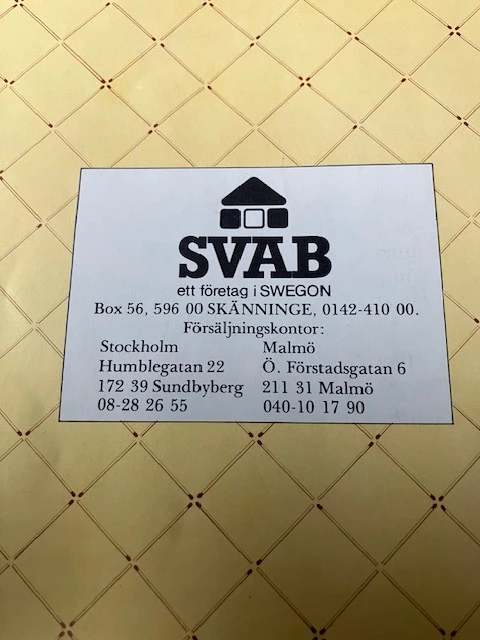 SVAB
ett företag i SWEGON
Box 56, 596 00 SKÄNNINGE, 0142-410 00.
Försäljningskontor:
Stockholm
Humblegatan 22
172 39 Sundbyberg
08-28 26 55
Malmö
Ö. Förstadsgatan 6
211 31 Malmö
040-10 17 90